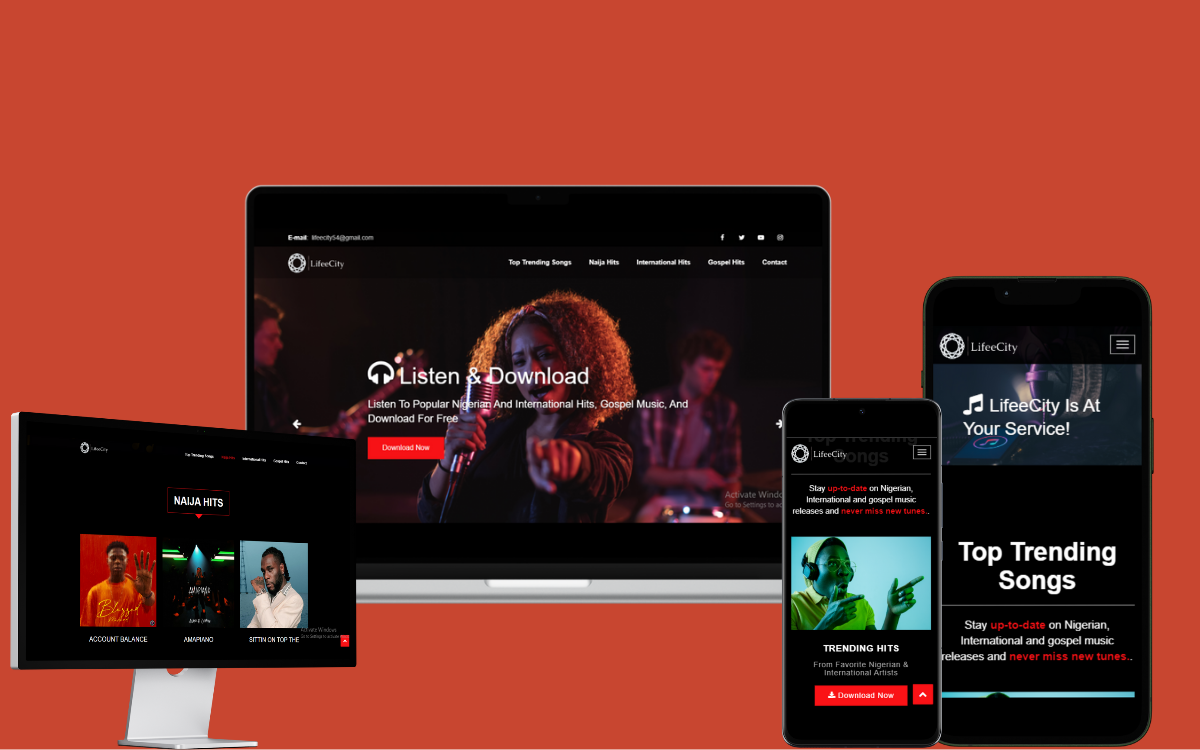 E-mail: lifeecity54@gmail.com
LifeeCity
Top Trending Songs Naija Hits International Hits Gospel Hits Contact
Listen & Download
Listen To Popular Nigerian And International Hits, Gospel Music, And
Download For Free
Download Now
Activate Windo
Go to Settings to ac
LifeeCity
Top Trending Songs Naija Hits International Hits Gospel Hits Contact
NAIJA HITS
Blessed
AMAPIANO
ACCOUNT BALANCE
AMAPIANO
SITTIN ON TOP THE
Activate Windows
Go to Settings to activate
Top Trending
Songs
LifeeCity
Stay up-to-date on Nigerian,
International and gospel music
releases and never miss new tunes..
TRENDING HITS
From Favorite Nigerian &
International Artists
Download Now
LifeeCity
LifeeCity Is At
Your Service!
Top Trending
Songs
Stay up-to-date on Nigerian,
International and gospel music
releases and never miss new tunes..